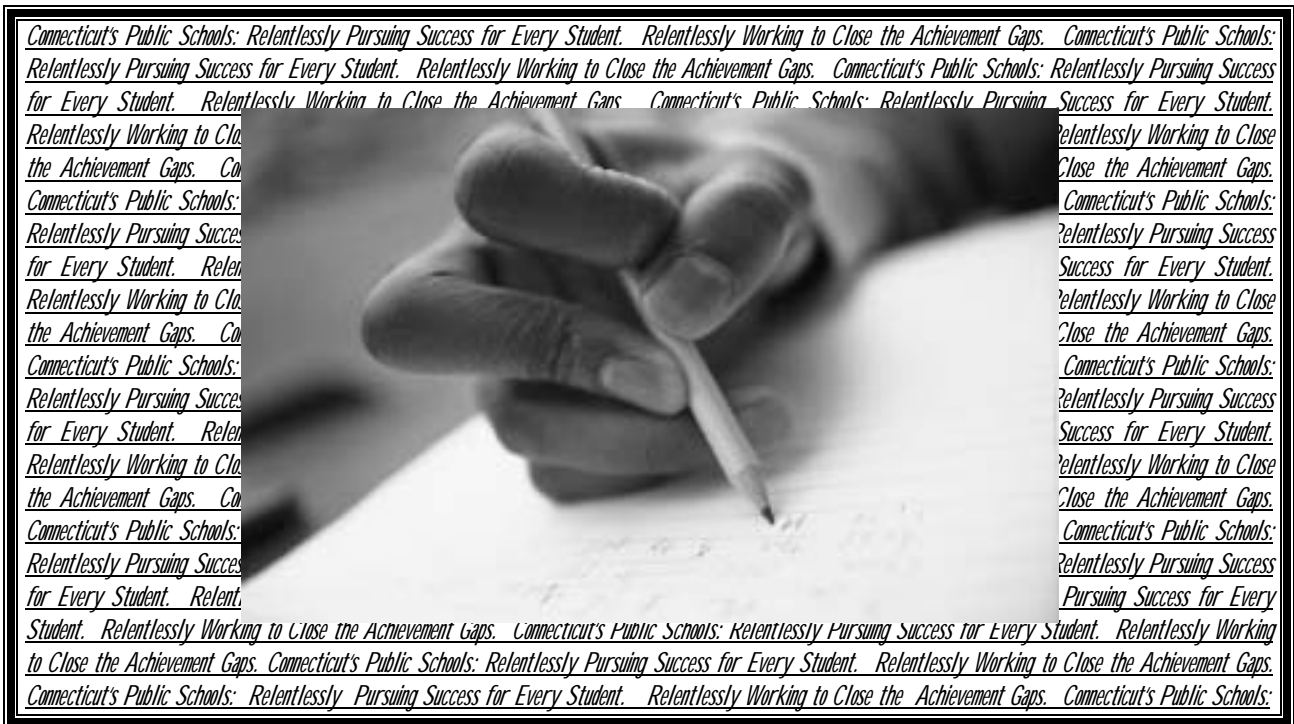 Connecticut's Public Schools: Relentlessly Pursuing Success for Every Student. Relentlessly Working to Close the Achievement Gaps. Connecticut's Public Schools:
Relentlessly Pursuing Success for Every Student. Relentlessly Working to Close the Achievement Gaps. Connecticut's Public Schools: Relentlessly Pursuing Success
for Every Student. Relentlessly Working to Close the Achievement Gaps. Connecticut's Public Schools: Relentlessly Pursuing Success for Every Student.
Relentlessly Working to Clo Relentlessly Working to Close
the Achievement Gaps. Co Close the Achievement Gaps.
Connecticut's Public Schools: Connecticut's Public Schools:
Relentlessly Pursuing Succes Relentlessly Pursuing Success
for Every Student. Relen Success for Every Student.
Relentlessly Working to Clo Relentlessly Working to Close
the Achievement Gaps. Co Close the Achievement Gaps.
Connecticut's Public Schools: Connecticut's Public Schools:
Relentlessly Pursuing Succes Relentlessly Pursuing Success
for Every Student. Relen Success for Every Student.
Relentlessly Working to Clo Relentlessly Working to Close
the Achievement Gaps. Co Close the Achievement Gaps.
Connecticut's Public Schools: Connecticut's Public Schools:
Relentlessly Pursuing Succes Relentlessly Pursuing Success
for Every Student. Relent Pursuing Success for Every
Student. Relentlessly Working to Close the Achievement Gaps. Connecticut's Public Schools: Relentlessly Pursuing Success for Every Student. Relentlessly Working
to Close the Achievement Gaps. Connecticut's Public Schools: Relentlessly Pursuing Success for Every Student. Relentlessly Working to Close the Achievement Gaps.
Connecticut's Public Schools: Relentlessly Pursuing Success for Every Student. Relentlessly Working to Close the Achievement Gaps. Connecticut's Public Schools: